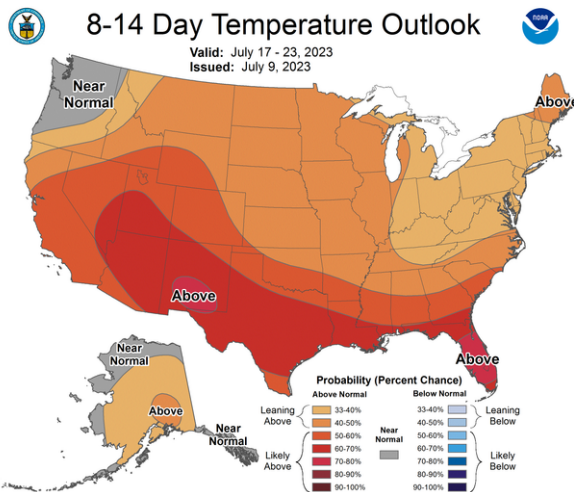 8-14 Day Temperature Outlook
Valid: July 17 - 23, 2023
Issued: July 9, 2023
NOAA
Near
Normal
Above
Above
Above
Near
Normal
Above
Near
Normal
Probability (Percent Chance)
Above Normal
Below Normal
Leaning
Above
33-40%
40-50%
Likely
Above
50-60%
60-70%
70-80%
80-90%
90-100%
Near
Normal
33-40%
40-50%
Leaning
Below
50-60%
60-70%
70-80%
80-90%
90-100%
Likely
Below